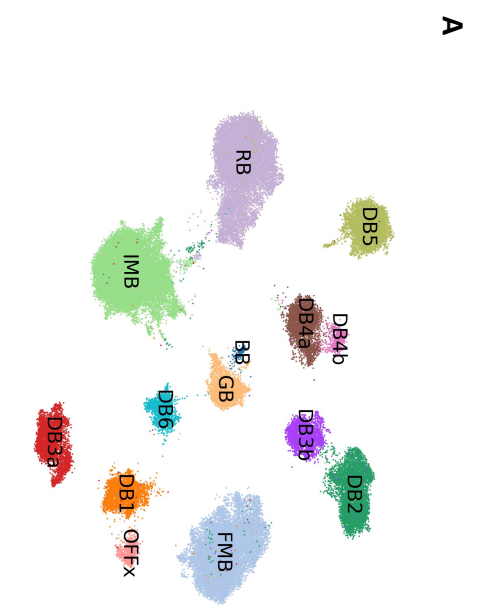 A
DB5
DB2
DB4b
DB4a
DB3b
RB
BB
GB
FMB
DB6
IMB
DB1
OFFx
DB3a